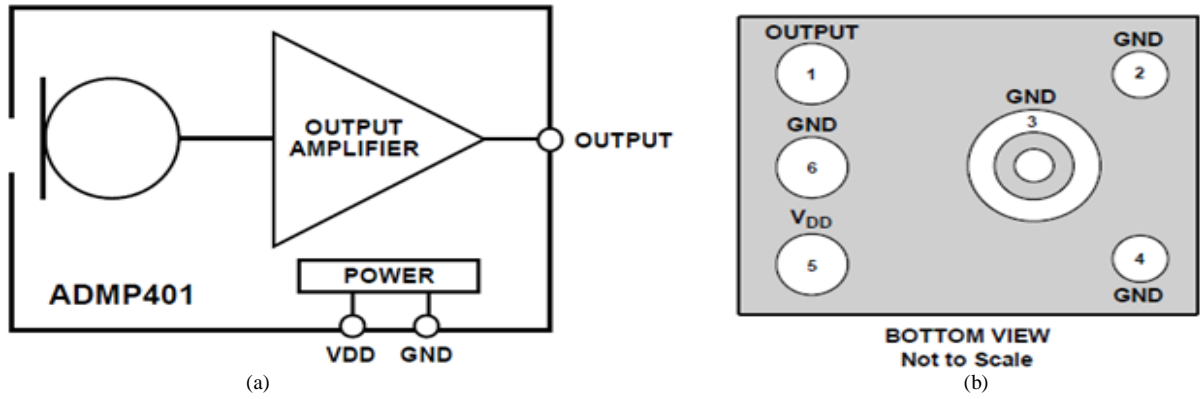 OUTPUT
AMPLIFIER
OUTPUT
POWER
ADMP401
VDD GND
(a)
OUTPUT
1
GND
2
GND
3
GND
6
VDD
5
4
GND
BOTTOM VIEW
Not to Scale
(b)